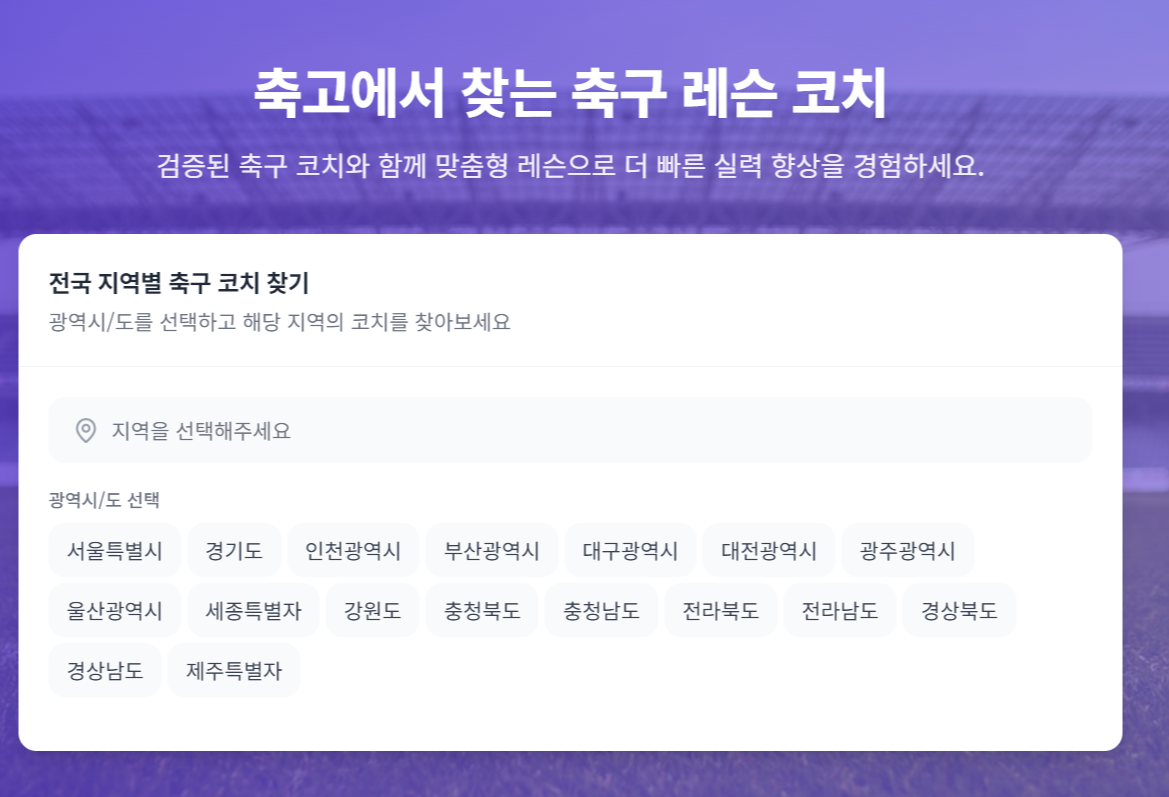 축고에서 찾는 축구 레슨 코치
검증된 축구 코치와 함께 맞춤형 레슨으로 더 빠른 실력 향상을 경험하세요.
전국 지역별 축구 코치 찾기
광역시/도를 선택하고 해당 지역의 코치를 찾아보세요
지역을 선택해주세요
광역시/도 선택
서울특별시 경기도 인천광역시 부산광역시 대구광역시 대전광역시 광주광역시
울산광역시 세종특별자 강원도 충청북도 충청남도 전라북도 전라남도 경상북도
경상남도 제주특별자